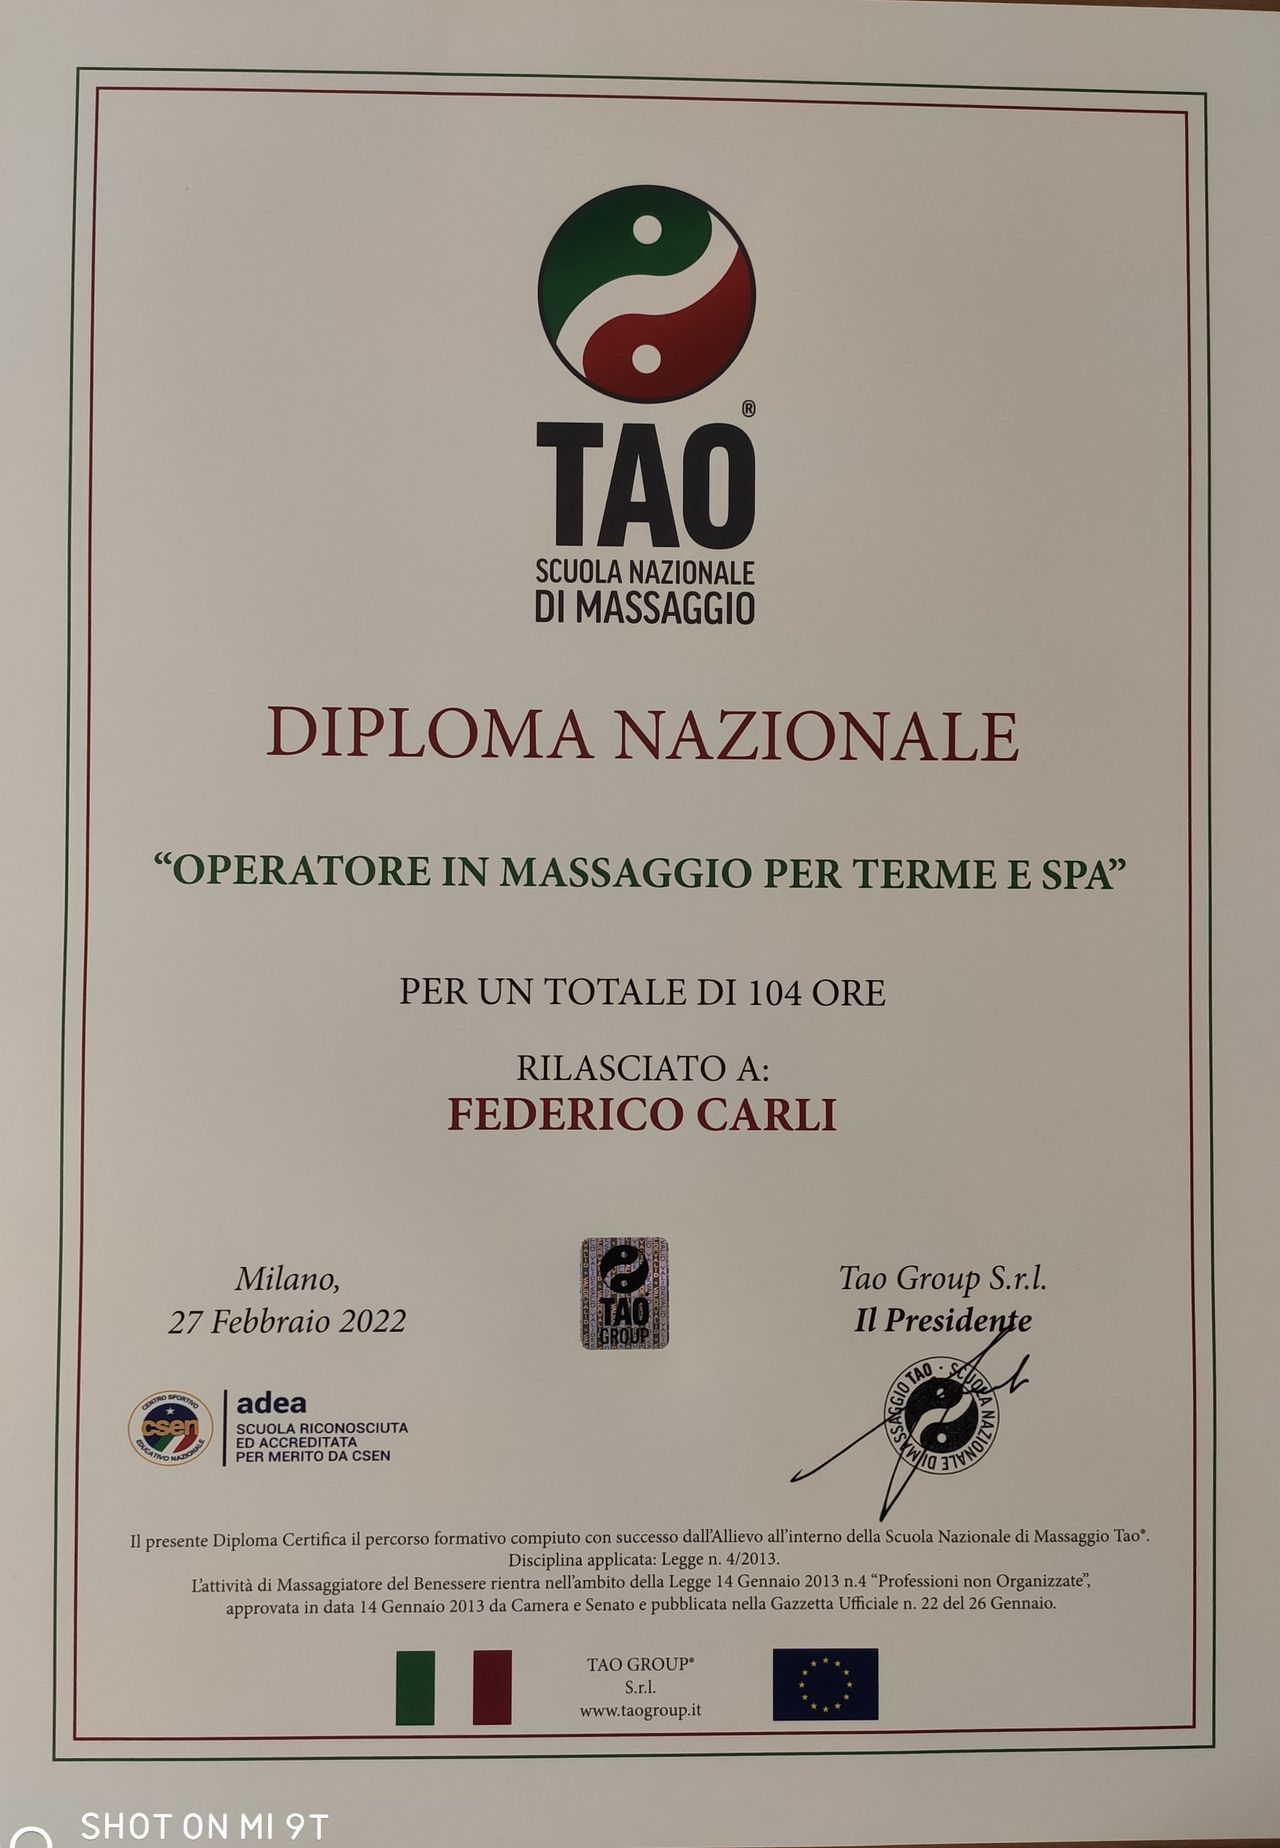 ®
TAO
SCUOLA NAZIONALE
DI MASSAGGIO
DIPLOMA NAZIONALE
“OPERATORE IN MASSAGGIO PER TERME E SPA”
PER UN TOTALE DI 104 ORE
RILASCIATO A:
FEDERICO CARLI
Milano,
27 Febbraio 2022
TAO
GROUP
Tao Group S.r.l.
Il Presidente
TAO · SCUOLA NAZIONALE DI MASSAGGIO
CENTRO SPORTIVO
csen
EDUCATIVO NAZIONALE
adea
SCUOLA RICONOSCIUTA
ED ACCREDITATA
PER MERITO DA CSEN
Il presente Diploma Certifica il percorso formativo compiuto con successo dall’Allievo all’interno della Scuola Nazionale di Massaggio Tao®.
Disciplina applicata: Legge n. 4/2013.
L’attività di Massaggiatore del Benessere rientra nell’ambito della Legge 14 Gennaio 2013 n.4 “Professioni non Organizzate”,
approvata in data 14 Gennaio 2013 da Camera e Senato e pubblicata nella Gazzetta Ufficiale n. 22 del 26 Gennaio.
TAO GROUP®
S.r.l.
www.taogroup.it
SHOT ON MI 9T